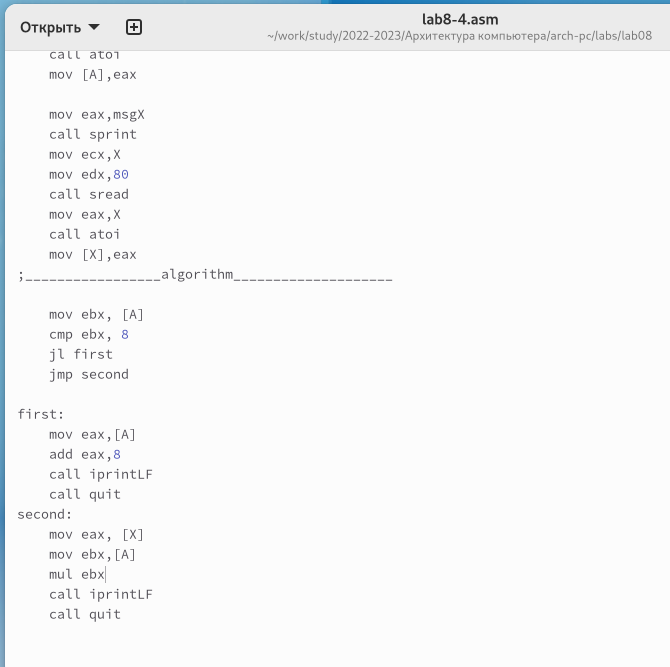 Открыть
lab8-4.asm
~/work/study/2022-2023/Архитектура компьютера/arch-pc/labs/lab08
call atoi
mov [A],eax
mov eax,msgX
call sprint
mov ecx,X
mov edx,80
call sread
mov eax,X
call atoi
mov [X],eax
;_________________algorithm____________________
mov ebx, [A]
cmp ebx, 8
jl first
jmp second
first:
mov eax,[A]
add eax,8
call iprintLF
call quit
second:
mov eax, [X]
mov ebx,[A]
mul ebx
call iprintLF
call quit